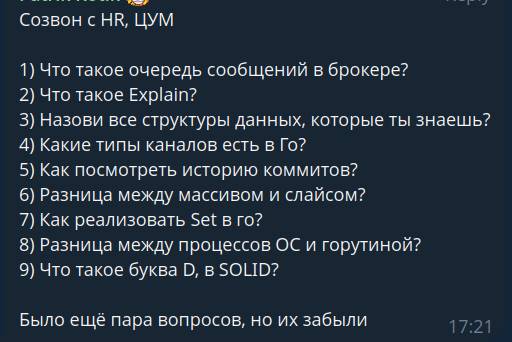 Созвон с HR, ЦУМ
1) Что такое очередь сообщений в брокере?
2) Что такое Explain?
3) Назови все структуры данных, которые ты знаешь?
4) Какие типы каналов есть в Го?
5) Как посмотреть историю коммитов?
6) Разница между массивом и слайсом?
7) Как реализовать Set в го?
8) Разница между процессов ОС и горутиной?
9) Что такое буква D, в SOLID?
Было ещё пара вопросов, но их забыли
17:21